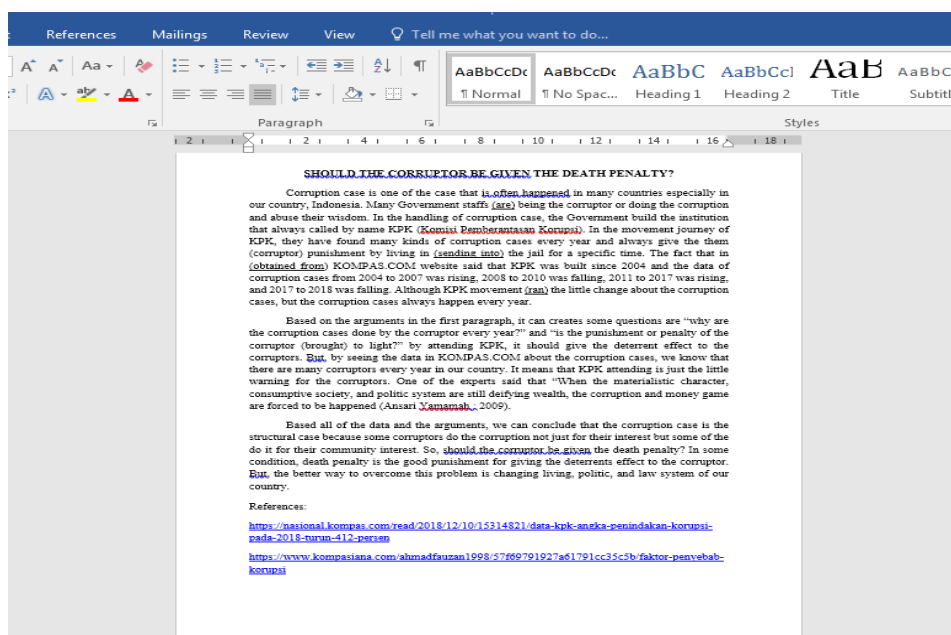 References Mailings Review View Tell me what you want to do...
A A Aa
AaBbCcDc AaBbCcDc AaBbC AaBbCcl AaB AaBbC
¶ Normal ¶ No Spac... Heading 1 Heading 2 Title Subtitl
Paragraph Styles
2 2 4 6 8 10 12 14 16 18
SHOULD THE CORRUPTOR BE GIVEN THE DEATH PENALTY?
Corruption case is one of the case that is often happened in many countries especially in
our country, Indonesia. Many Government staffs (are) being the corruptor or doing the corruption
and abuse their wisdom. In the handling of corruption case, the Government build the institution
that always called by name KPK (Komisi Pemberantasan Korupsi). In the movement journey of
KPK, they have found many kinds of corruption cases every year and always give the them
(corruptor) punishment by living in (sending into) the jail for a specific time. The fact that in
(obtained from) KOMPAS.COM website said that KPK was built since 2004 and the data of
corruption cases from 2004 to 2007 was rising, 2008 to 2010 was falling, 2011 to 2017 was rising,
and 2017 to 2018 was falling. Although KPK movement (ran) the little change about the corruption
cases, but the corruption cases always happen every year.
Based on the arguments in the first paragraph, it can creates some questions are “why are
the corruption cases done by the corruptor every year?” and “is the punishment or penalty of the
corruptor (brought) to light?” by attending KPK, it should give the deterrent effect to the
corruptors. But, by seeing the data in KOMPAS.COM about the corruption cases, we know that
there are many corruptors every year in our country. It means that KPK attending is just the little
warning for the corruptors. One of the experts said that “When the materialistic character,
consumptive society, and politic system are still deifying wealth, the corruption and money game
are forced to be happened (Ansari Yamamah : 2009).
Based all of the data and the arguments, we can conclude that the corruption case is the
structural case because some corruptors do the corruption not just for their interest but some of the
do it for their community interest. So, should the corruptor be given the death penalty? In some
condition, death penalty is the good punishment for giving the deterrents effect to the corruptor.
But, the better way to overcome this problem is changing living, politic, and law system of our
country.
References:
https://nasional.kompas.com/read/2018/12/10/15314821/data-kpk-angka-penindakan-korupsi-
pada-2018-turun-412-persen
https://www.kompasiana.com/ahmadfauzan1998/57f69791927a61791cc35c5b/faktor-penyebab-
korupsi